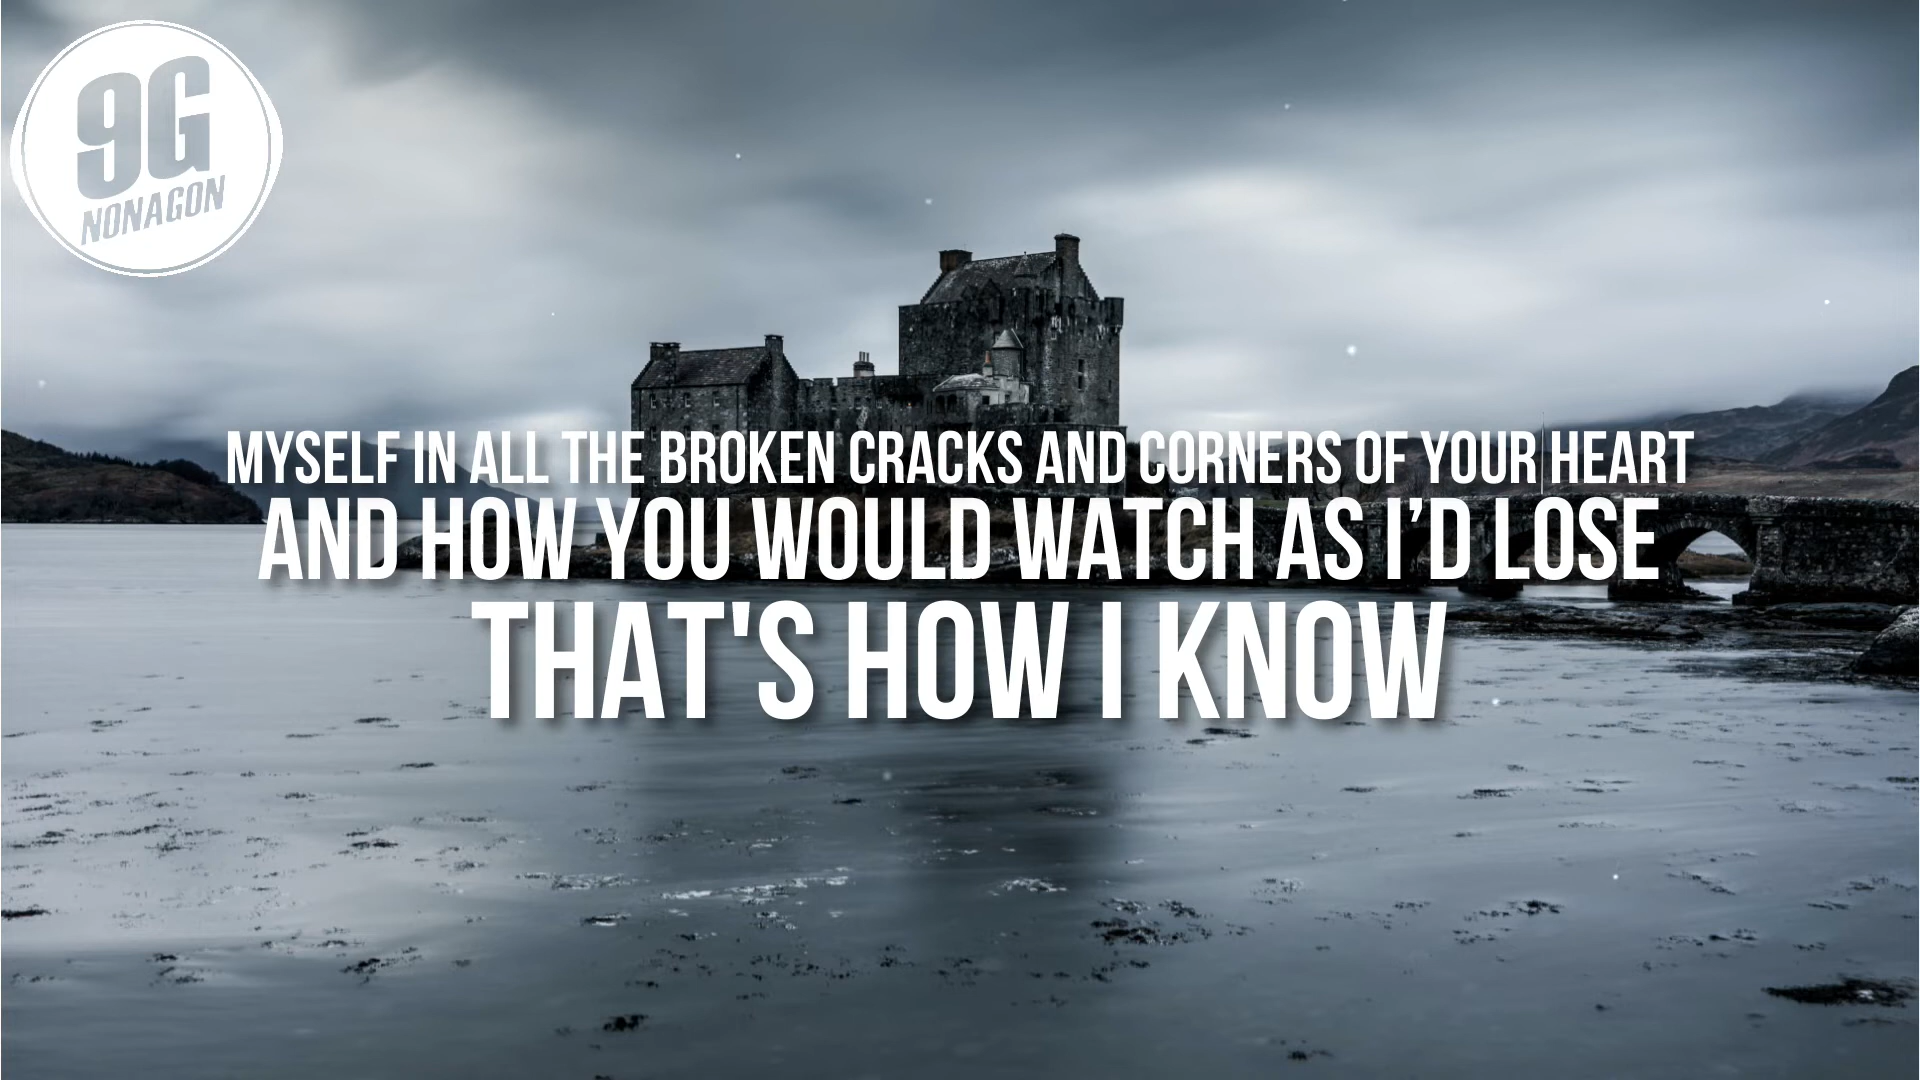 9G
NONAGON
MYSELF IN ALL THE BROKEN CRACKS AND CORNERS OF YOUR HEART
AND HOW YOU WOULD WATCH AS I’D LOSE
THAT'S HOW I KNOW